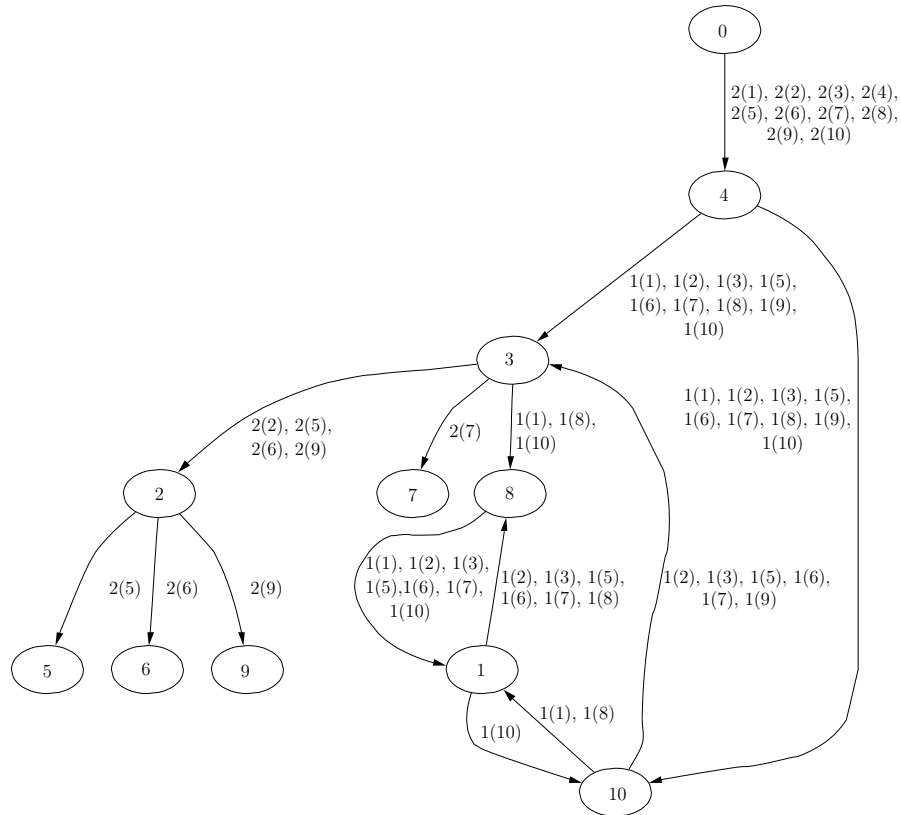 0
2(1), 2(2), 2(3), 2(4),
2(5), 2(6), 2(7), 2(8),
2(9), 2(10)
4
1(1), 1(2), 1(3), 1(5),
1(6), 1(7), 1(8), 1(9),
1(10)
3
1(1), 1(2), 1(3), 1(5),
1(6), 1(7), 1(8), 1(9),
1(10)
2(2), 2(5),
2(6), 2(9)
2(7)
1(1), 1(8),
1(10)
2
7
8
1(1), 1(2), 1(3),
1(5),1(6), 1(7),
1(10)
1(2), 1(3), 1(5),
1(6), 1(7), 1(8)
1(2), 1(3), 1(5), 1(6),
1(7), 1(9)
2(5)
2(6)
2(9)
5
6
9
1
1(10)
1(1), 1(8)
10